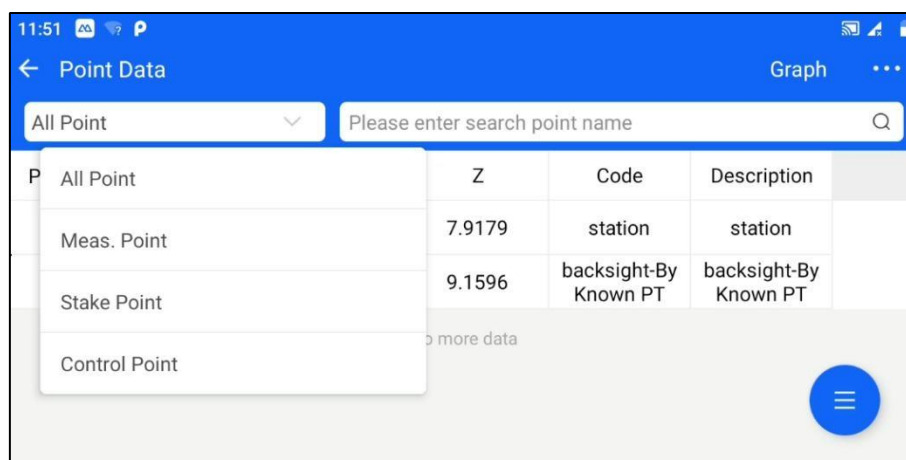 11:51
Point Data
Graph
All Point
Please enter search point name
All Point
Meas. Point
Stake Point
Control Point
P
Z
Code
Description
7.9179
station
station
9.1596
backsight-By
Known PT
backsight-By
Known PT
more data